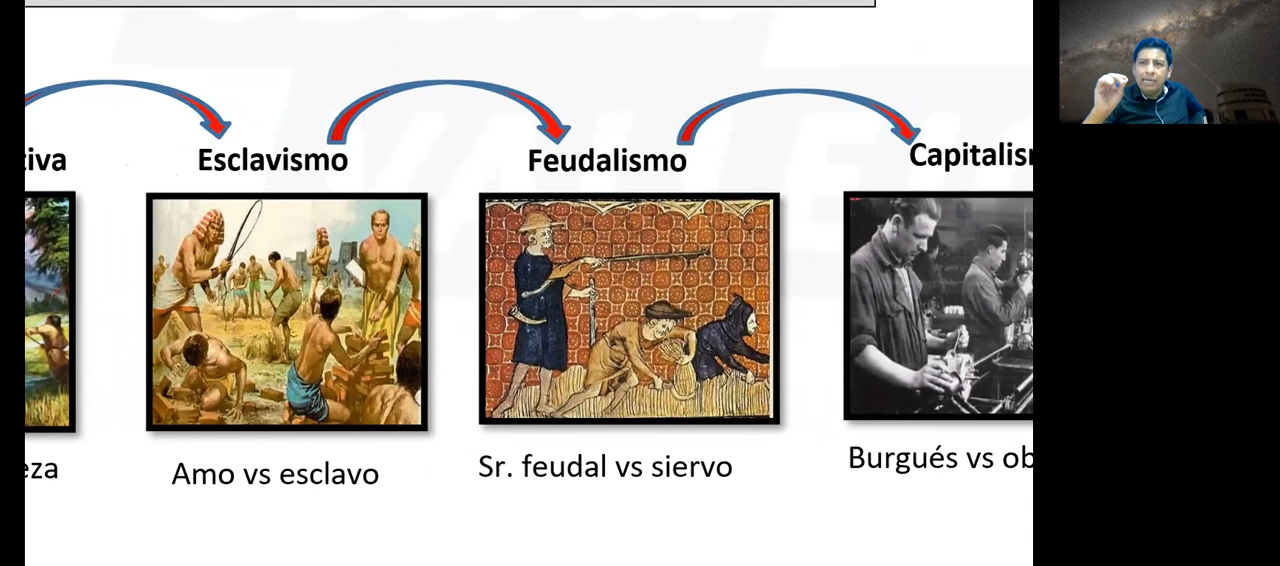 tiva
Esclavismo
Feudalismo
Capitalis
eza
Amo vs esclavo
Sr. feudal vs siervo
Burgués vs ob